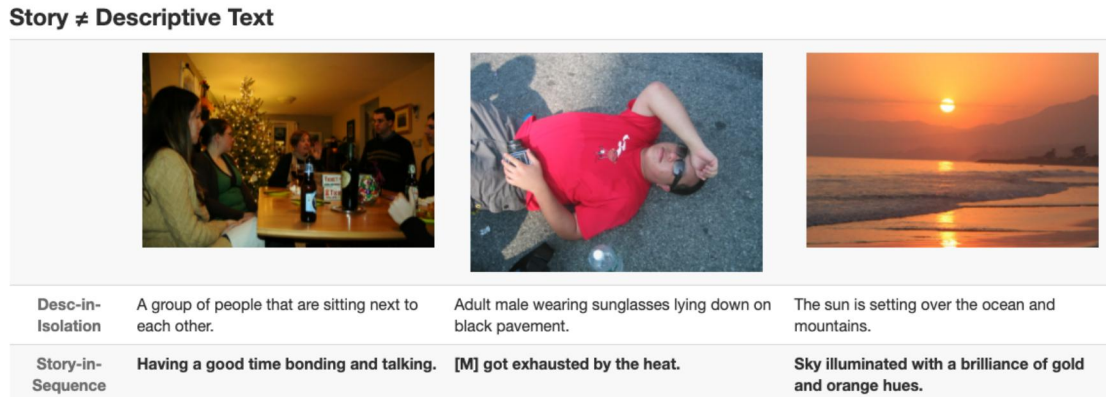 Story ≠ Descriptive Text
Desc-in-
Isolation
A group of people that are sitting next to
each other.
Adult male wearing sunglasses lying down on
black pavement.
The sun is setting over the ocean and
mountains.
Story-in-
Sequence
Having a good time bonding and talking.
[M] got exhausted by the heat.
Sky illuminated with a brilliance of gold
and orange hues.